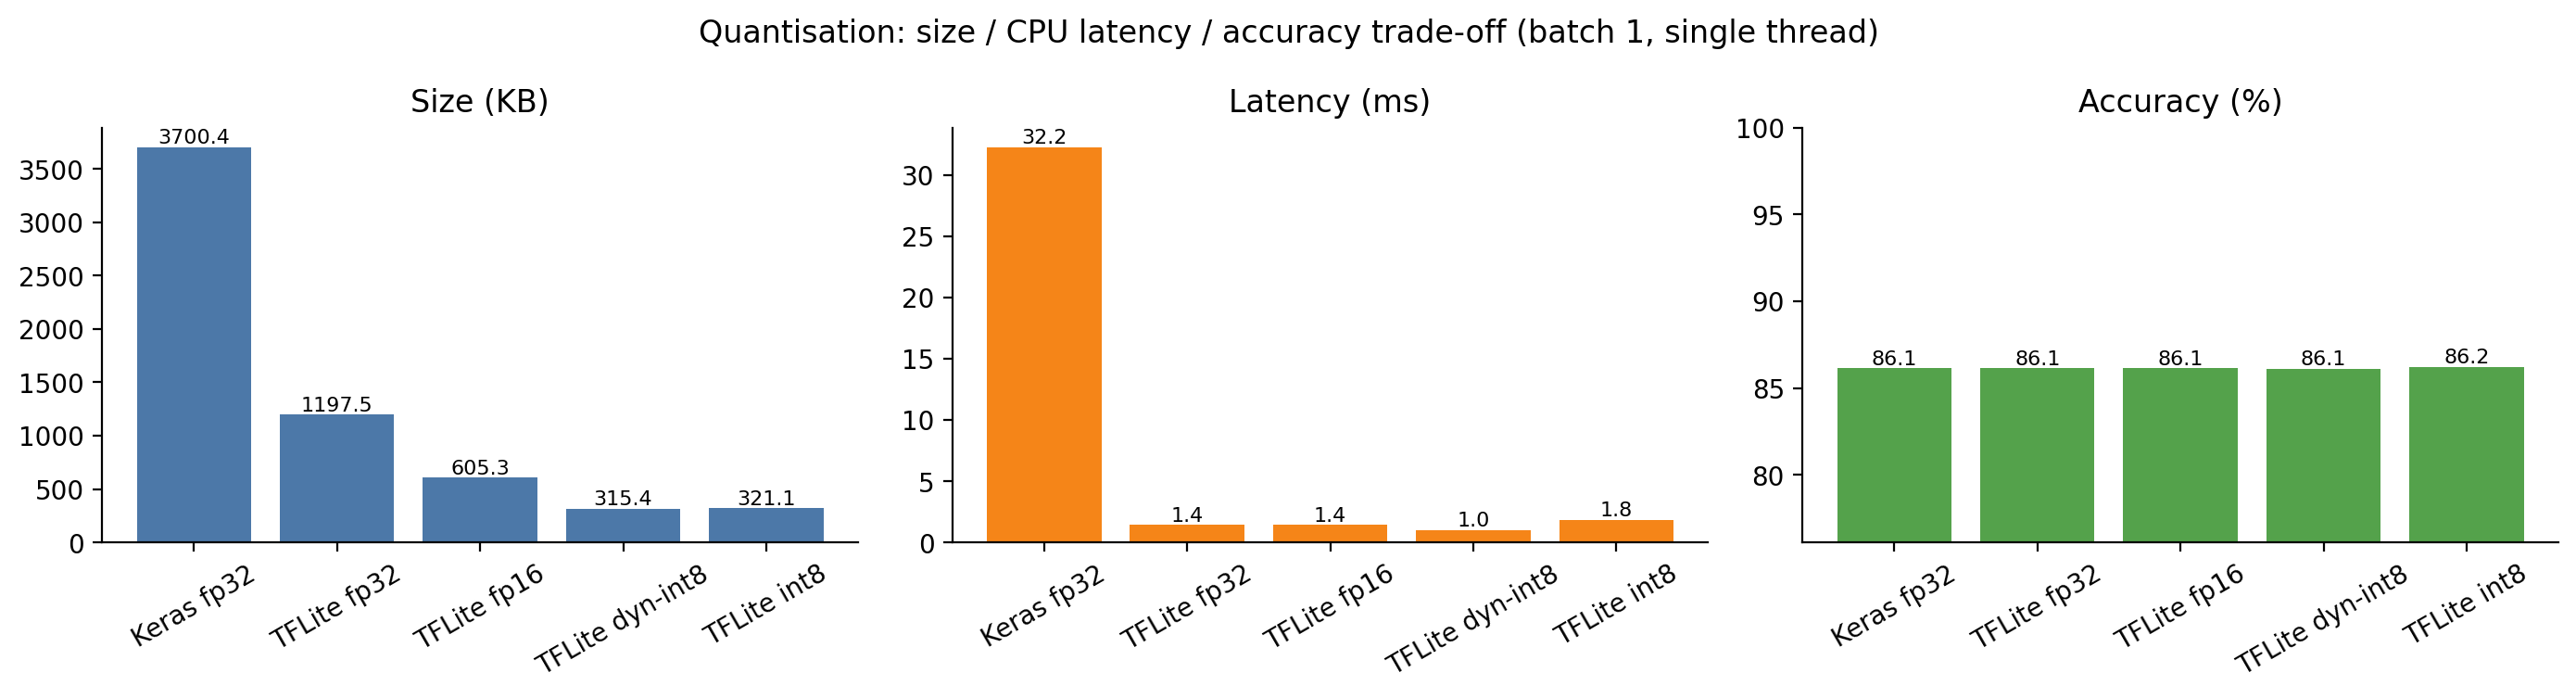 Quantisation: size / CPU latency / accuracy trade-off (batch 1, single thread)
Size (KB)
3500
3000
2500
2000
1500
1000
500
0
3700.4
1197.5
605.3
315.4
321.1
Keras fp32
TFLite fp32
TFLite fp16
TFLite dyn-int8
TFLite int8
Latency (ms)
30
25
20
15
10
5
0
32.2
1.4
1.4
1.0
1.8
Keras fp32
TFLite fp32
TFLite fp16
TFLite dyn-int8
TFLite int8
Accuracy (%)
100
95
90
85
80
86.1
86.1
86.1
86.1
86.2
Keras fp32
TFLite fp32
TFLite fp16
TFLite dyn-int8
TFLite int8